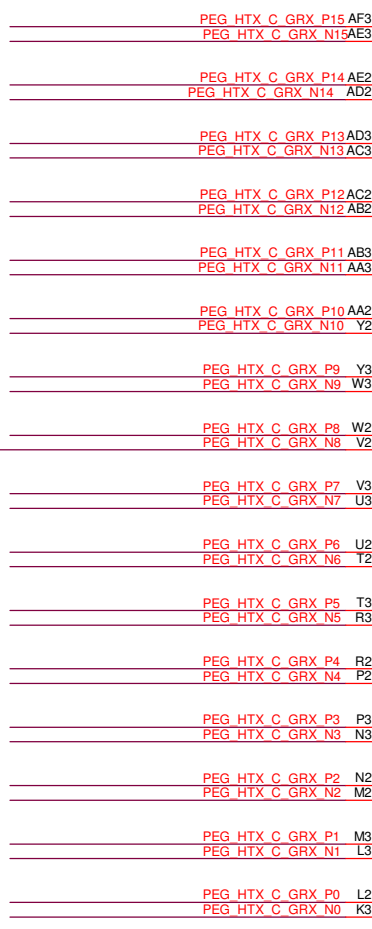 PEG_HTX_C_GRX_P15 AF3
PEG_HTX_C_GRX_N15 AE3
PEG_HTX_C_GRX_P14 AE2
PEG_HTX_C_GRX_N14 AD2
PEG_HTX_C_GRX_P13 AD3
PEG_HTX_C_GRX_N13 AC3
PEG_HTX_C_GRX_P12 AC2
PEG_HTX_C_GRX_N12 AB2
PEG_HTX_C_GRX_P11 AB3
PEG_HTX_C_GRX_N11 AA3
PEG_HTX_C_GRX_P10 AA2
PEG_HTX_C_GRX_N10 Y2
PEG_HTX_C_GRX_P9 Y3
PEG_HTX_C_GRX_N9 W3
PEG_HTX_C_GRX_P8 W2
PEG_HTX_C_GRX_N8 V2
PEG_HTX_C_GRX_P7 V3
PEG_HTX_C_GRX_N7 U3
PEG_HTX_C_GRX_P6 U2
PEG_HTX_C_GRX_N6 T2
PEG_HTX_C_GRX_P5 T3
PEG_HTX_C_GRX_N5 R3
PEG_HTX_C_GRX_P4 R2
PEG_HTX_C_GRX_N4 P2
PEG_HTX_C_GRX_P3 P3
PEG_HTX_C_GRX_N3 N3
PEG_HTX_C_GRX_P2 N2
PEG_HTX_C_GRX_N2 M2
PEG_HTX_C_GRX_P1 M3
PEG_HTX_C_GRX_N1 L3
PEG_HTX_C_GRX_P0 L2
PEG_HTX_C_GRX_N0 K3